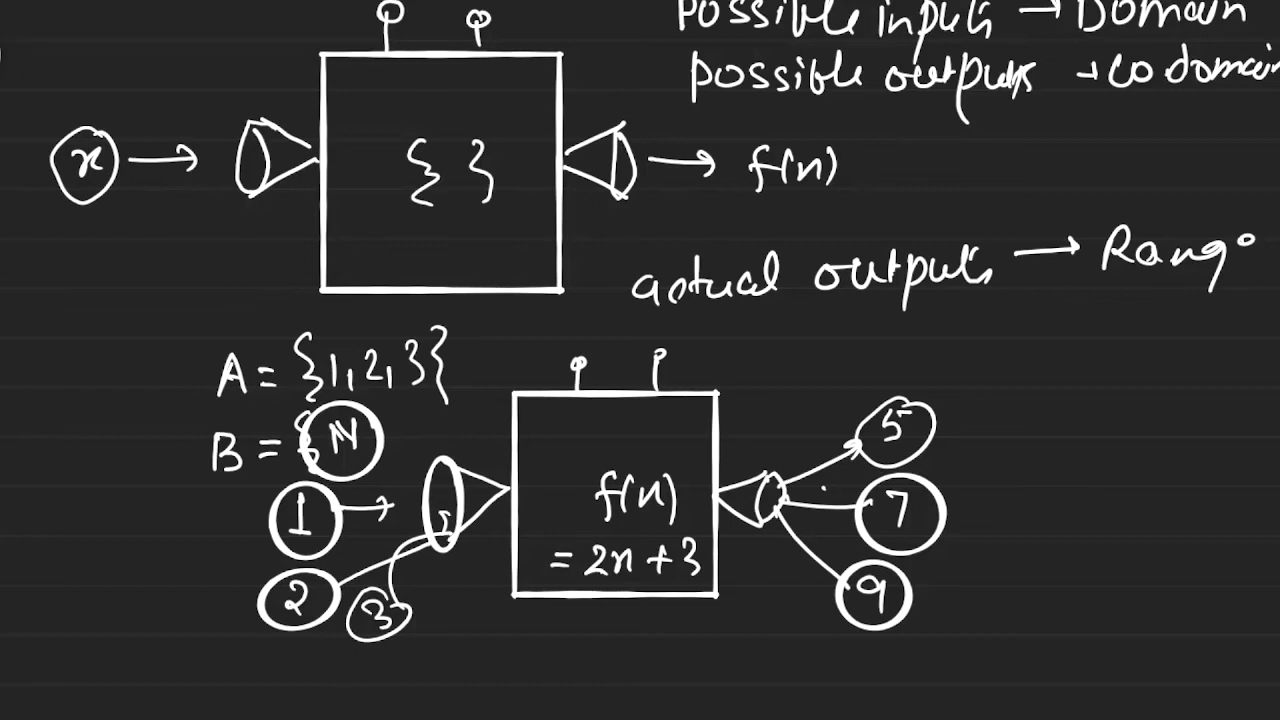 possible inputs → Domain
possible outputs → co domain
x → { } → f(x)
actual outputs → Range
A = {1, 2, 3}
B = {N
1 →
2
3
f(x)
= 2x + 3
5
7
9